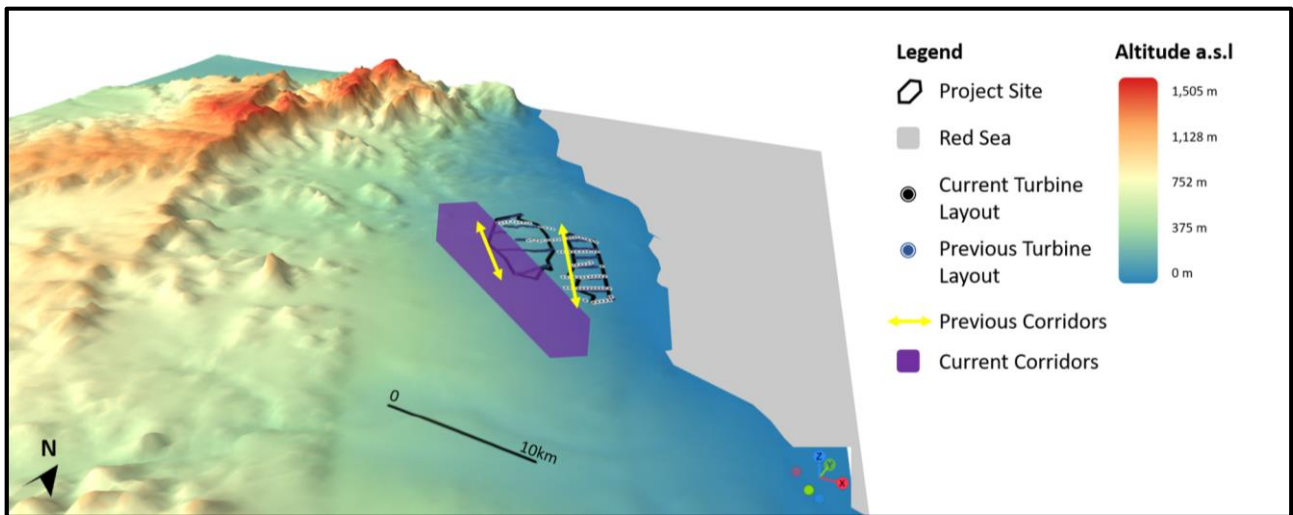 Legend
Project Site
Red Sea
Current Turbine
Layout
Previous Turbine
Layout
Previous Corridors
Current Corridors
Altitude a.s.l
1,505 m
1,128 m
752 m
375 m
0 m
0
10km
N
Z
Y
X